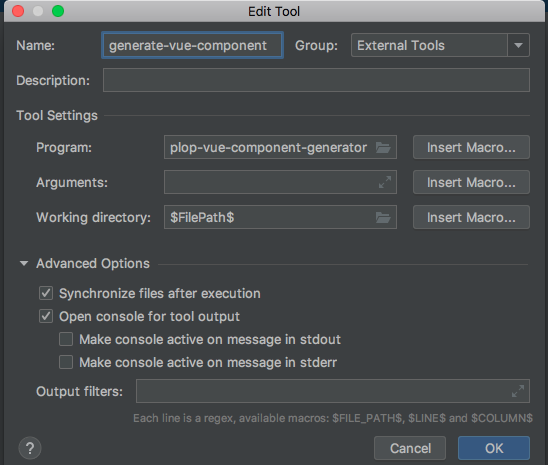 Edit Tool
Name: generate-vue-component Group: External Tools
Description:
Tool Settings
Program: plop-vue-component-generator Insert Macro...
Arguments: Insert Macro...
Working directory: $FilePath$ Insert Macro...
Advanced Options
Synchronize files after execution
Open console for tool output
Make console active on message in stdout
Make console active on message in stderr
Output filters:
Each line is a regex, available macros: $FILE_PATH$, $LINE$ and $COLUMN$
? Cancel OK